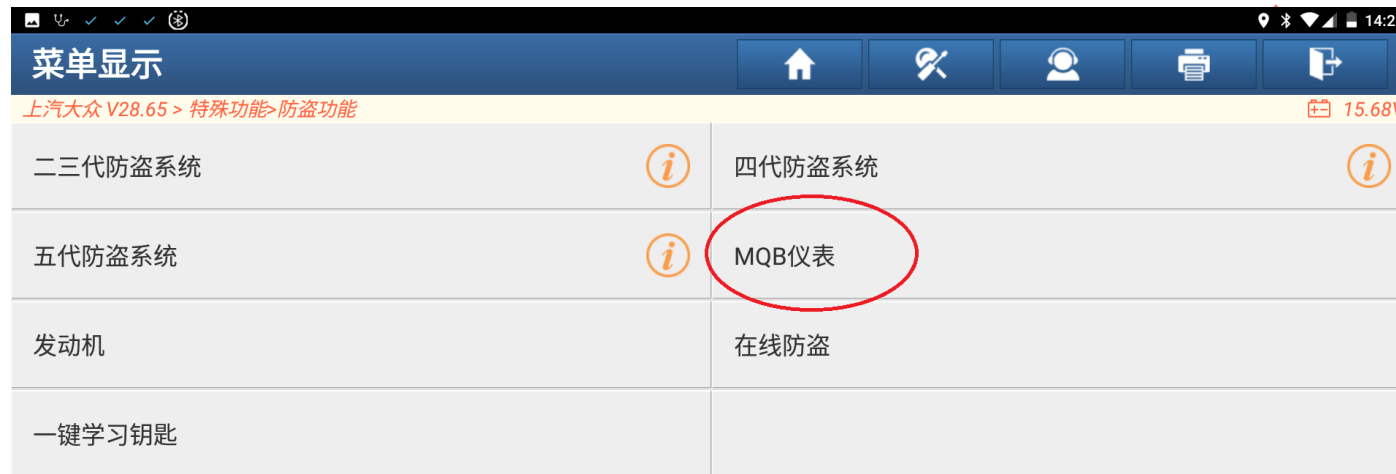 14:2
菜单显示
上汽大众 V28.65 > 特殊功能>防盗功能
15.68V
二三代防盗系统
四代防盗系统
五代防盗系统
MQB仪表
发动机
在线防盗
一键学习钥匙